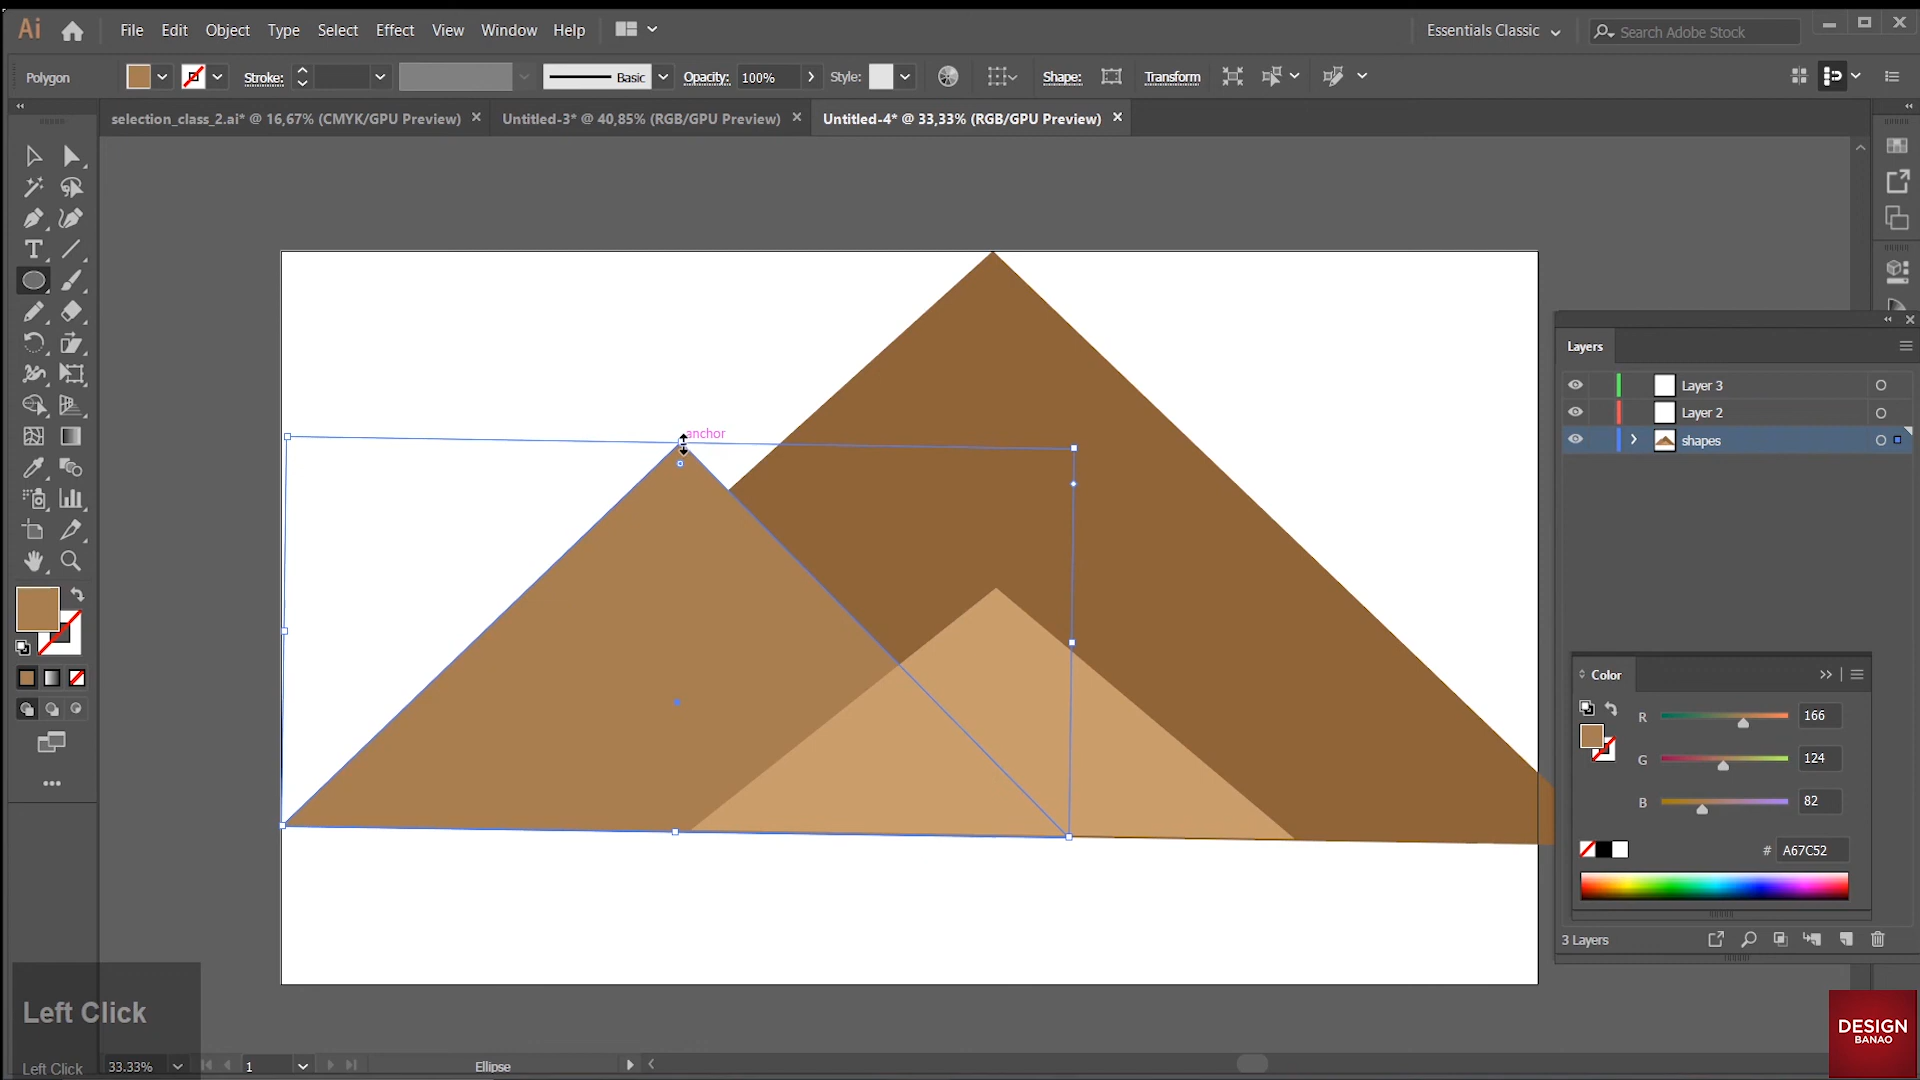 Ai File Edit Object Type Select Effect View Window Help Essentials Classic Search Adobe Stock
Polygon Stroke: Basic Opacity: 100% Style: Shape: Transform
selection_class_2.ai* @ 16,67% (CMYK/GPU Preview) Untitled-3* @ 40,85% (RGB/GPU Preview) Untitled-4* @ 33,33% (RGB/GPU Preview)
anchor
Layers
Layer 3
Layer 2
shapes
Color
R 166
G 124
B 82
# A67C52
3 Layers
Left Click
Left Click
33.33% 1 Ellipse
DESIGN
BANAO